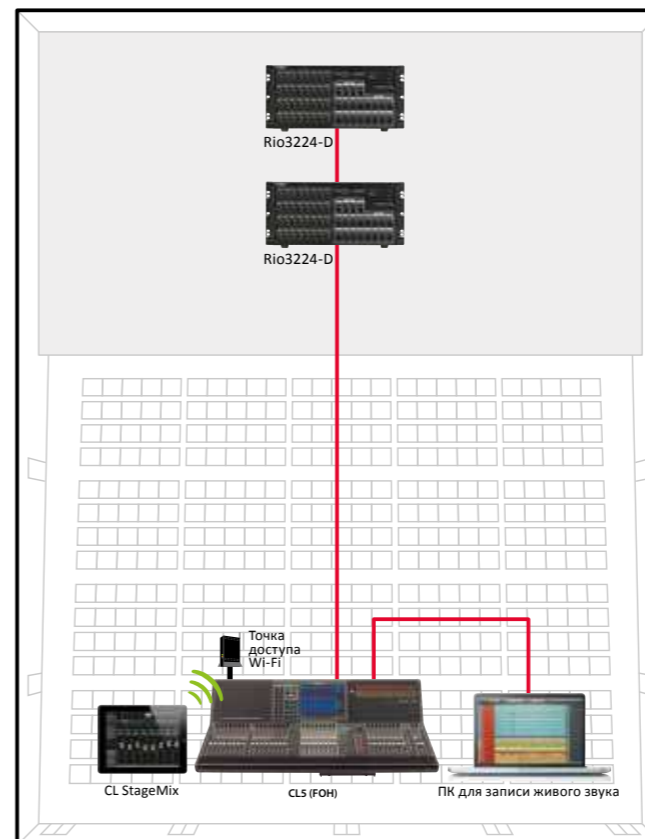 Rio3224-D
Rio3224-D
Точка
доступа
Wi-Fi
CL StageMix
CL5 (FOH)
ПК для записи живого звука